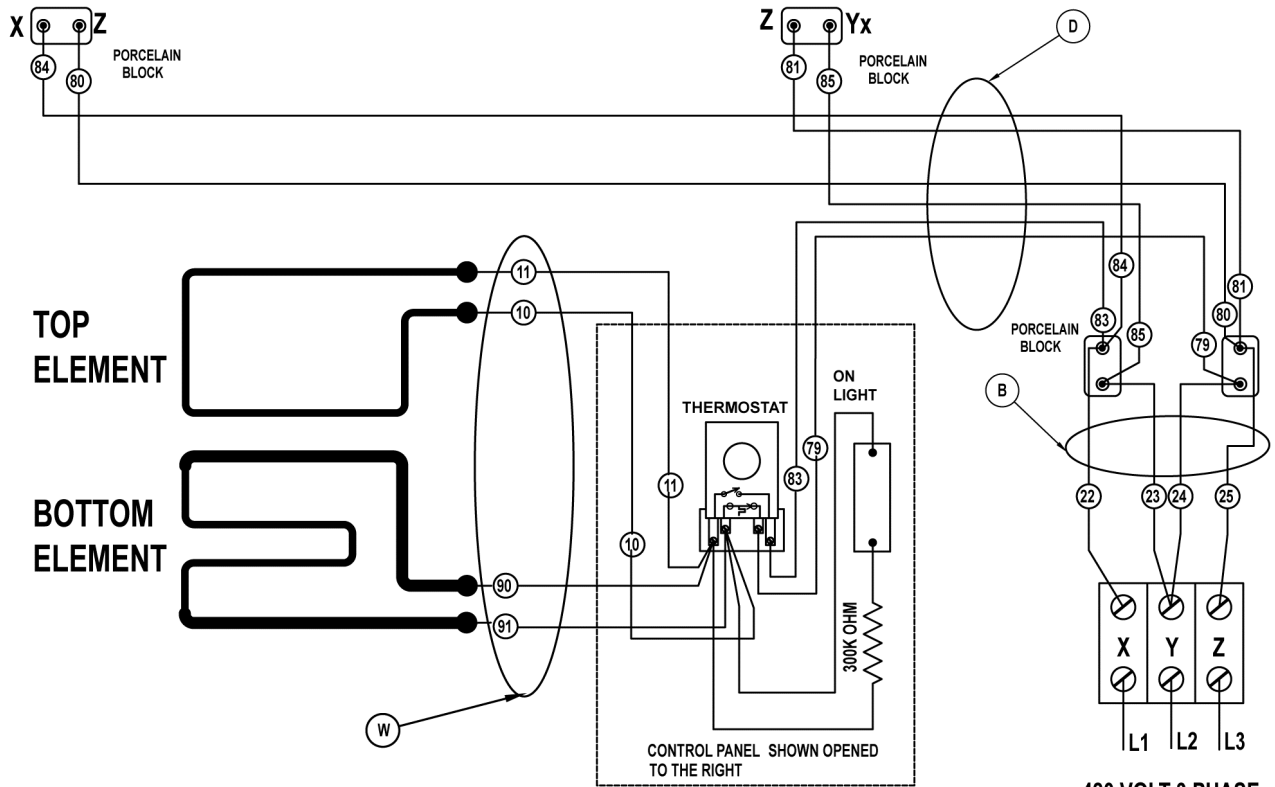 X Z
Z Yx
D
84
80
PORCELAIN
BLOCK
81
85
PORCELAIN
BLOCK
11
10
TOP
ELEMENT
84
81
80
83
85
79
PORCELAIN
BLOCK
ON
LIGHT
THERMOSTAT
B
79
83
11
10
BOTTOM
ELEMENT
22
23
24
25
90
91
300K OHM
X Y Z
W
L1 L2 L3
CONTROL PANEL SHOWN OPENED
TO THE RIGHT